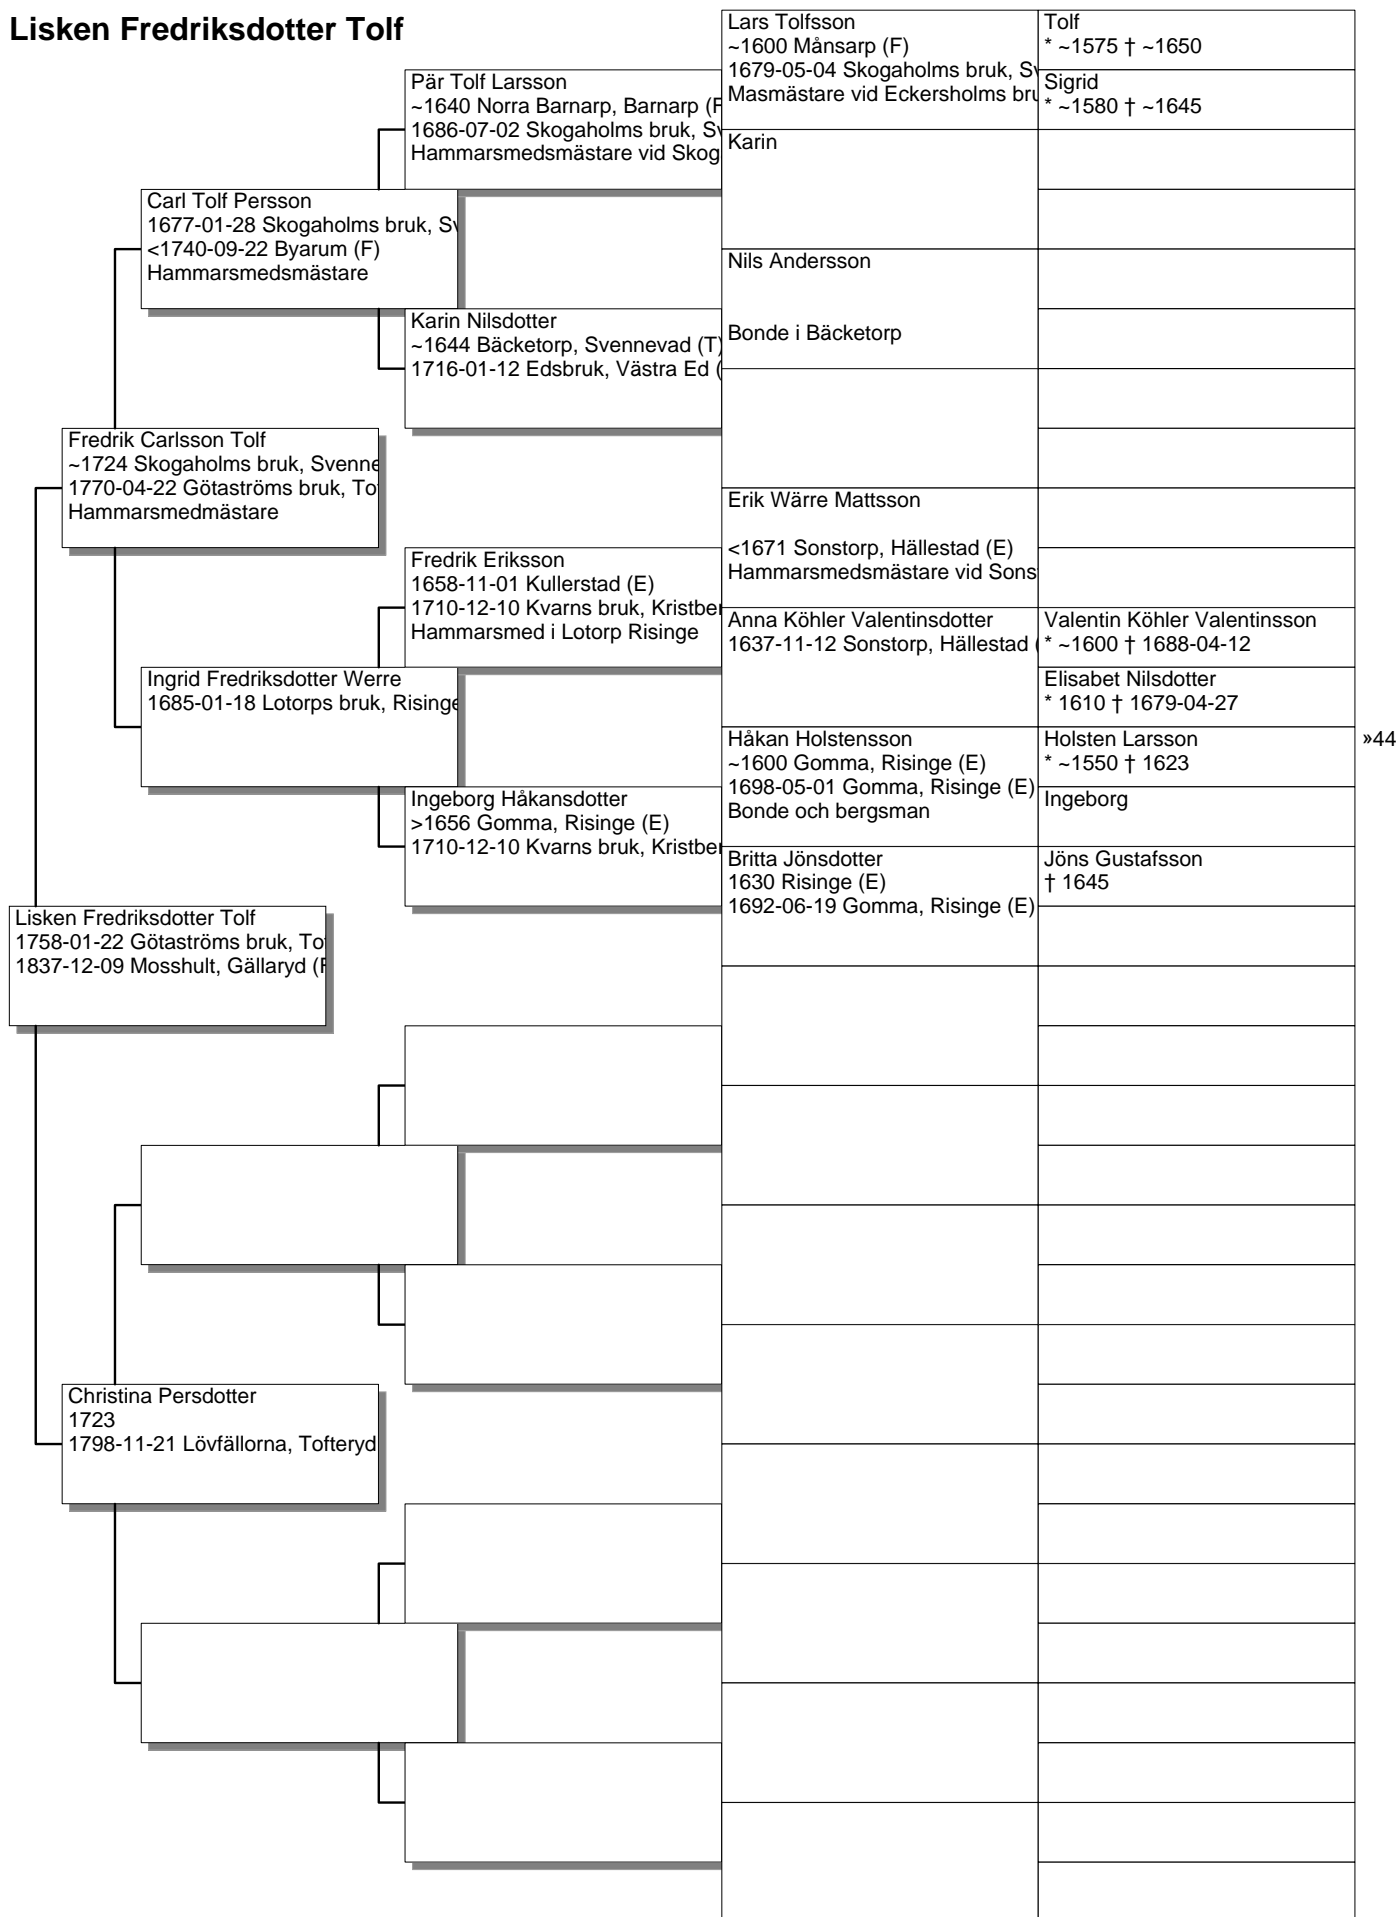 Lisken Fredriksdotter Tolf
Lars Tolfsson
~1600 Månsarp (F)
1679-05-04 Skogaholms bruk, Sv
Masmästare vid Eckersholms bru
Tolf
* ~1575 † ~1650
Sigrid
* ~1580 † ~1645
Pär Tolf Larsson
~1640 Norra Barnarp, Barnarp (F
1686-07-02 Skogaholms bruk, Sv
Hammarsmedsmästare vid Skog
Karin
Carl Tolf Persson
1677-01-28 Skogaholms bruk, Sv
<1740-09-22 Byarum (F)
Hammarsmedsmästare
Nils Andersson
Bonde i Bäcketorp
Karin Nilsdotter
~1644 Bäcketorp, Svennevad (T)
1716-01-12 Edsbruk, Västra Ed (
Fredrik Carlsson Tolf
~1724 Skogaholms bruk, Svenne
1770-04-22 Götaströms bruk, Tof
Hammarsmedmästare
Erik Wärre Mattsson
<1671 Sonstorp, Hällestad (E)
Hammarsmedsmästare vid Sons
Fredrik Eriksson
1658-11-01 Kullerstad (E)
1710-12-10 Kvarns bruk, Kristber
Hammarsmed i Lotorp Risinge
Anna Köhler Valentinsdotter
1637-11-12 Sonstorp, Hällestad (
Valentin Köhler Valentinsson
* ~1600 † 1688-04-12
Elisabet Nilsdotter
* 1610 † 1679-04-27
Ingrid Fredriksdotter Werre
1685-01-18 Lotorps bruk, Risinge
Håkan Holstensson
~1600 Gomma, Risinge (E)
1698-05-01 Gomma, Risinge (E)
Bonde och bergsman
Holsten Larsson
* ~1550 † 1623
»44
Ingeborg
Ingeborg Håkansdotter
>1656 Gomma, Risinge (E)
1710-12-10 Kvarns bruk, Kristber
Britta Jönsdotter
1630 Risinge (E)
1692-06-19 Gomma, Risinge (E)
Jöns Gustafsson
† 1645
Lisken Fredriksdotter Tolf
1758-01-22 Götaströms bruk, Tof
1837-12-09 Mosshult, Gällaryd (F
Christina Persdotter
1723
1798-11-21 Lövfällorna, Tofteryd